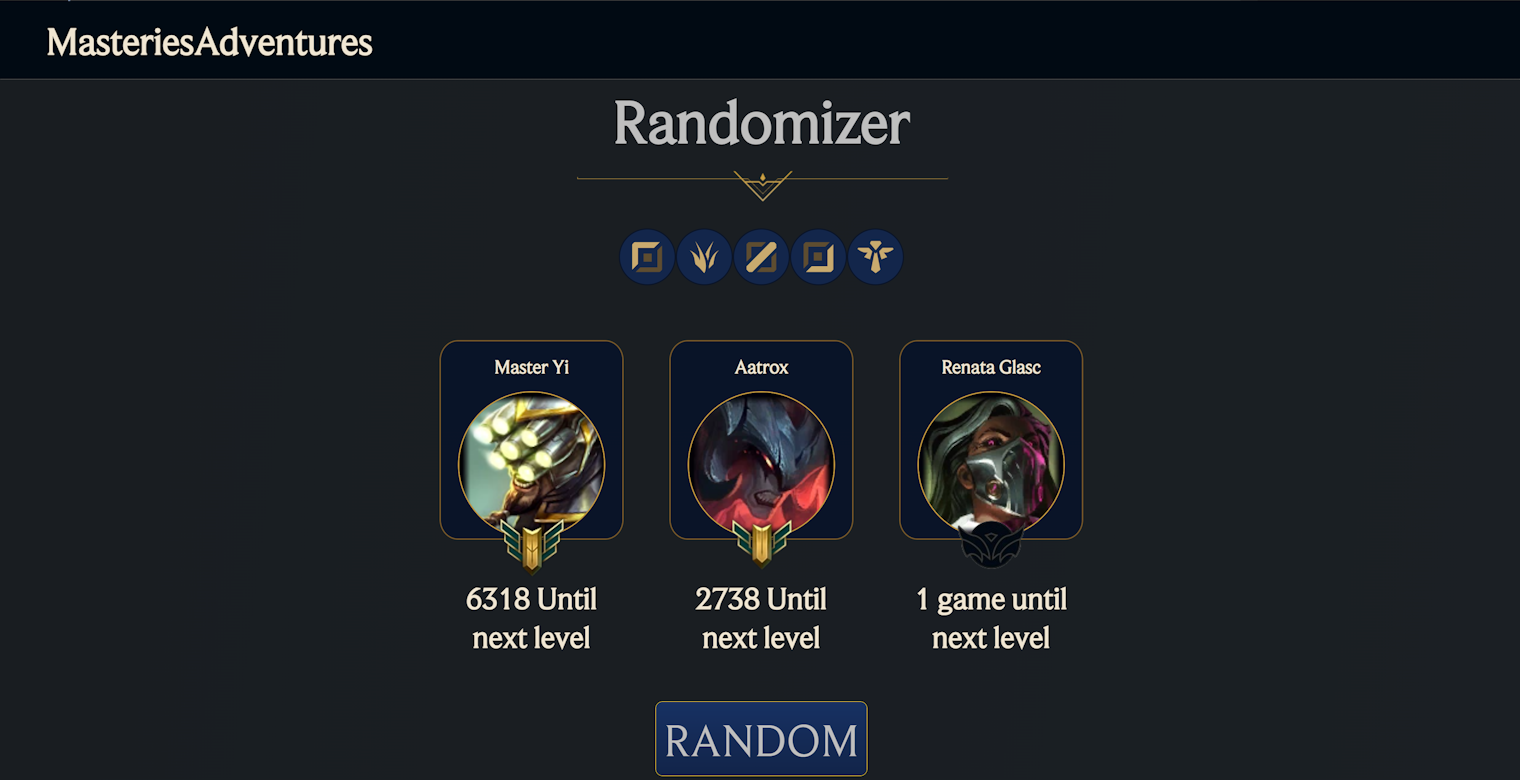 MasteriesAdventures
Randomizer
Master Yi
Aatrox
Renata Glasc
6318 Until
next level
2738 Until
next level
1 game until
next level
RANDOM